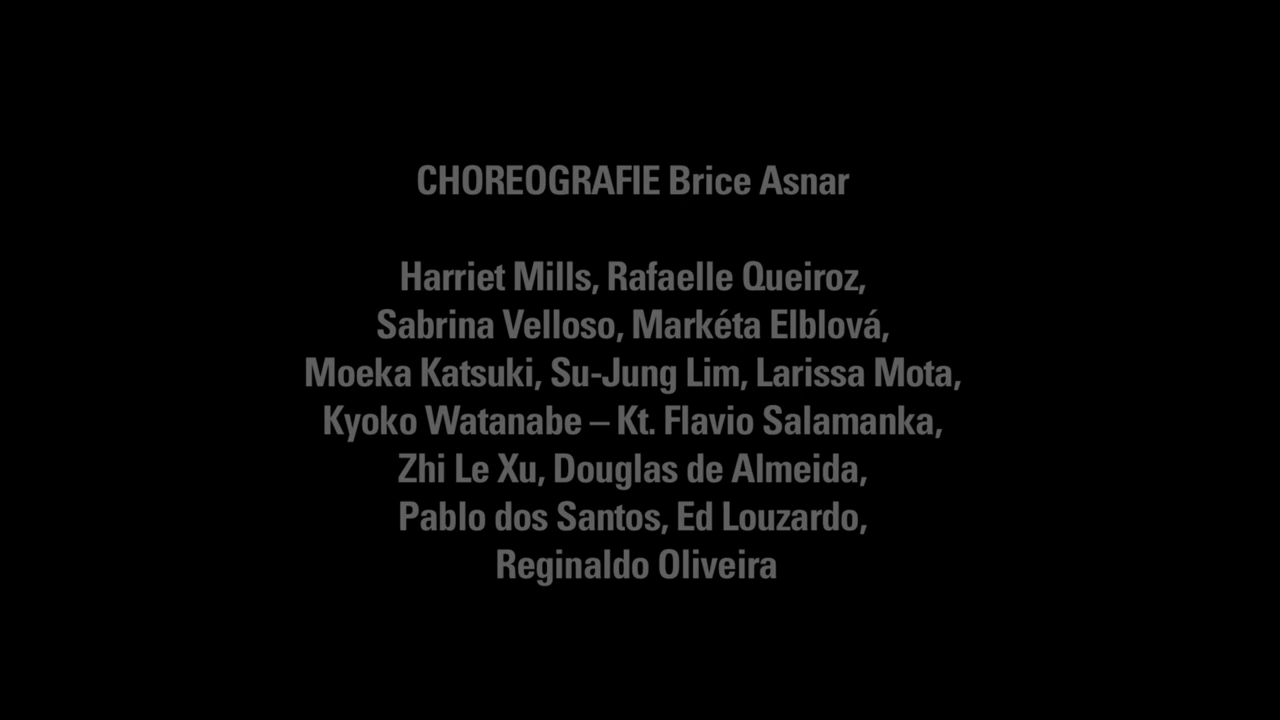 CHOREOGRAFIE Brice Asnar
Harriet Mills, Rafaelle Queiroz,
Sabrina Velloso, Markéta Elblová,
Moeka Katsuki, Su-Jung Lim, Larissa Mota,
Kyoko Watanabe – Kt. Flavio Salamanka,
Zhi Le Xu, Douglas de Almeida,
Pablo dos Santos, Ed Louzardo,
Reginaldo Oliveira